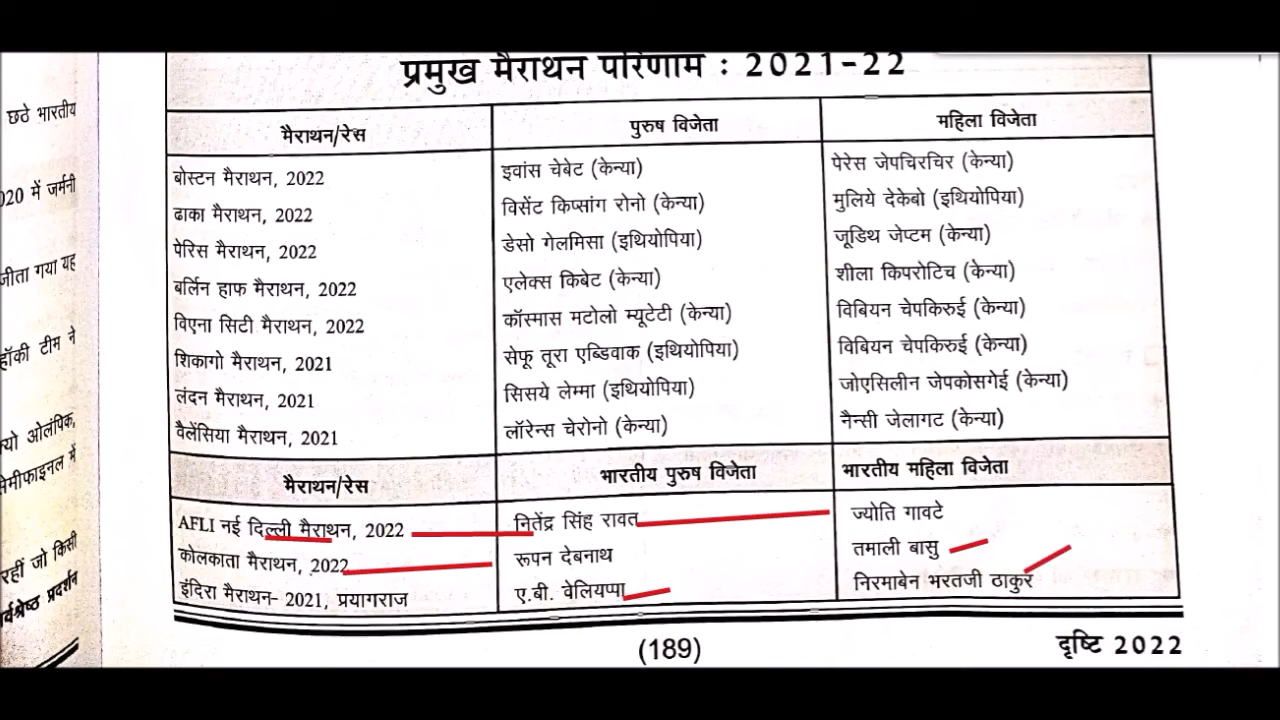 छठे भारतीय
020 में जर्मनी
जीता गया यह
हॉकी टीम ने
क्यो ओलंपिक,
सेमीफाइनल में
रहीं जो किसी
र्वश्रेष्ठ प्रदर्शन
प्रमुख मैराथन परिणाम : 2021-22
मैराथन/रेस पुरुष विजेता महिला विजेता
बोस्टन मैराथन, 2022 इवांस चेबेट (केन्या) पेरेस जेपचिरचिर (केन्या)
ढाका मैराथन, 2022 विसेंट किप्सांग रोनो (केन्या) मुलिये देकेबो (इथियोपिया)
पेरिस मैराथन, 2022 डेसो गेलमिसा (इथियोपिया) जूडिथ जेप्टम (केन्या)
बर्लिन हाफ मैराथन, 2022 एलेक्स किबेट (केन्या) शीला किपरोटिच (केन्या)
विएना सिटी मैराथन, 2022 कॉस्मास मटोलो म्यूटेटी (केन्या) विबियन चेपकिरुई (केन्या)
शिकागो मैराथन, 2021 सेफू तूरा एब्डिवाक (इथियोपिया) विबियन चेपकिरुई (केन्या)
लंदन मैराथन, 2021 सिसये लेम्मा (इथियोपिया) जोएसिलीन जेपकोसगेई (केन्या)
वैलेंसिया मैराथन, 2021 लॉरेन्स चेरोनो (केन्या) नैन्सी जेलागट (केन्या)
मैराथन/रेस भारतीय पुरुष विजेता भारतीय महिला विजेता
AFLI नई दिल्ली मैराथन, 2022 नितेंद्र सिंह रावत ज्योति गावटे
कोलकाता मैराथन, 2022 रूपन देबनाथ तमाली बासु
इंदिरा मैराथन– 2021, प्रयागराज ए.बी. वेलियप्पा निरमाबेन भरतजी ठाकुर
(189) दृष्टि 2022